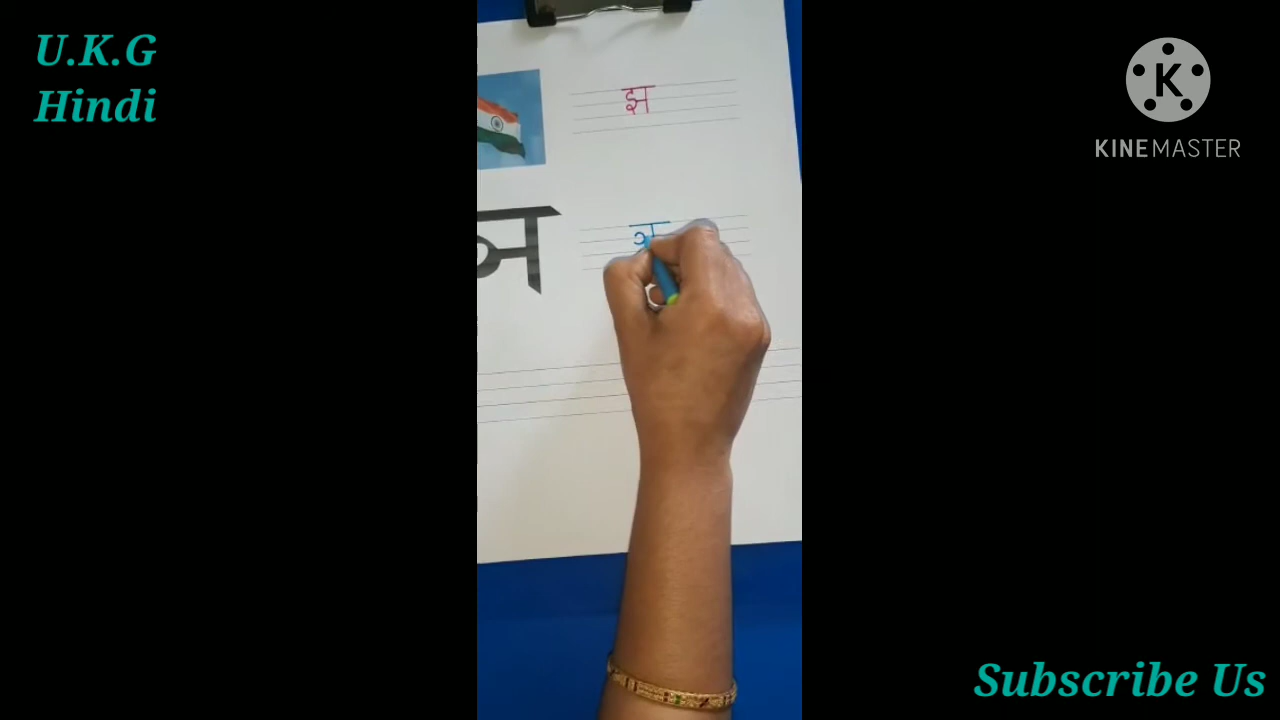 U.K.G
Hindi
K
KINEMASTER
झ
ञ
Subscribe Us